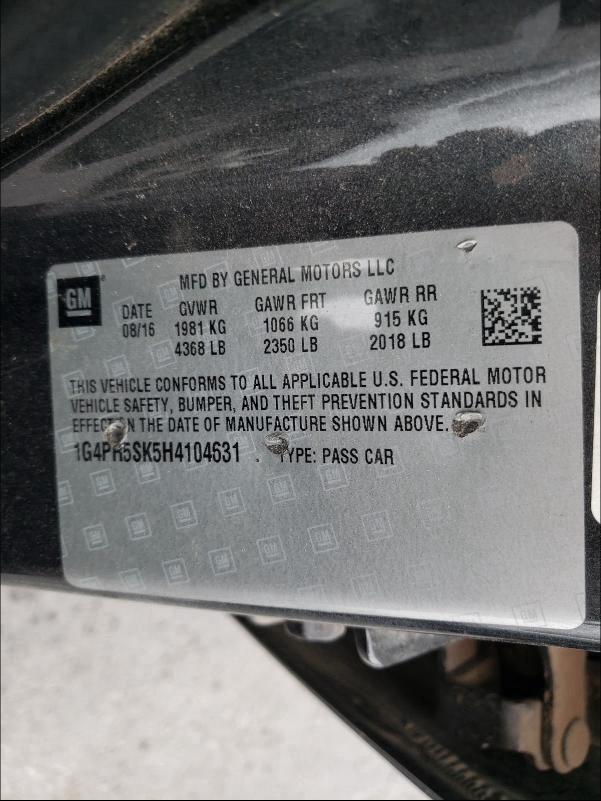 GM
MFD BY GENERAL MOTORS LLC
DATE GVWR GAWR FRT GAWR RR
08/16 1981 KG 1066 KG 915 KG
4368 LB 2350 LB 2018 LB
THIS VEHICLE CONFORMS TO ALL APPLICABLE U.S. FEDERAL MOTOR
VEHICLE SAFETY, BUMPER, AND THEFT PREVENTION STANDARDS IN
EFFECT ON THE DATE OF MANUFACTURE SHOWN ABOVE.
1G4PR5SK5H4104631 TYPE: PASS CAR